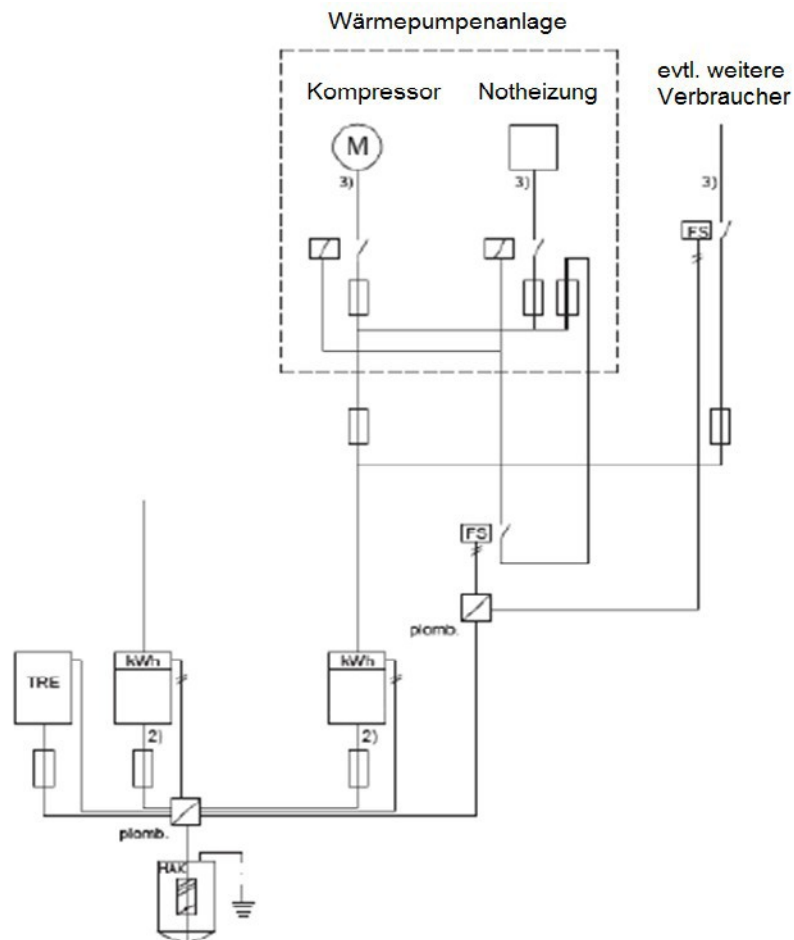 Wärmepumpenanlage
Kompressor
Notheizung
evtl. weitere
Verbraucher
M
3)
3)
3)
FS
FS
plomb.
kWh
kWh
TRE
2)
2)
plomb.
HAK